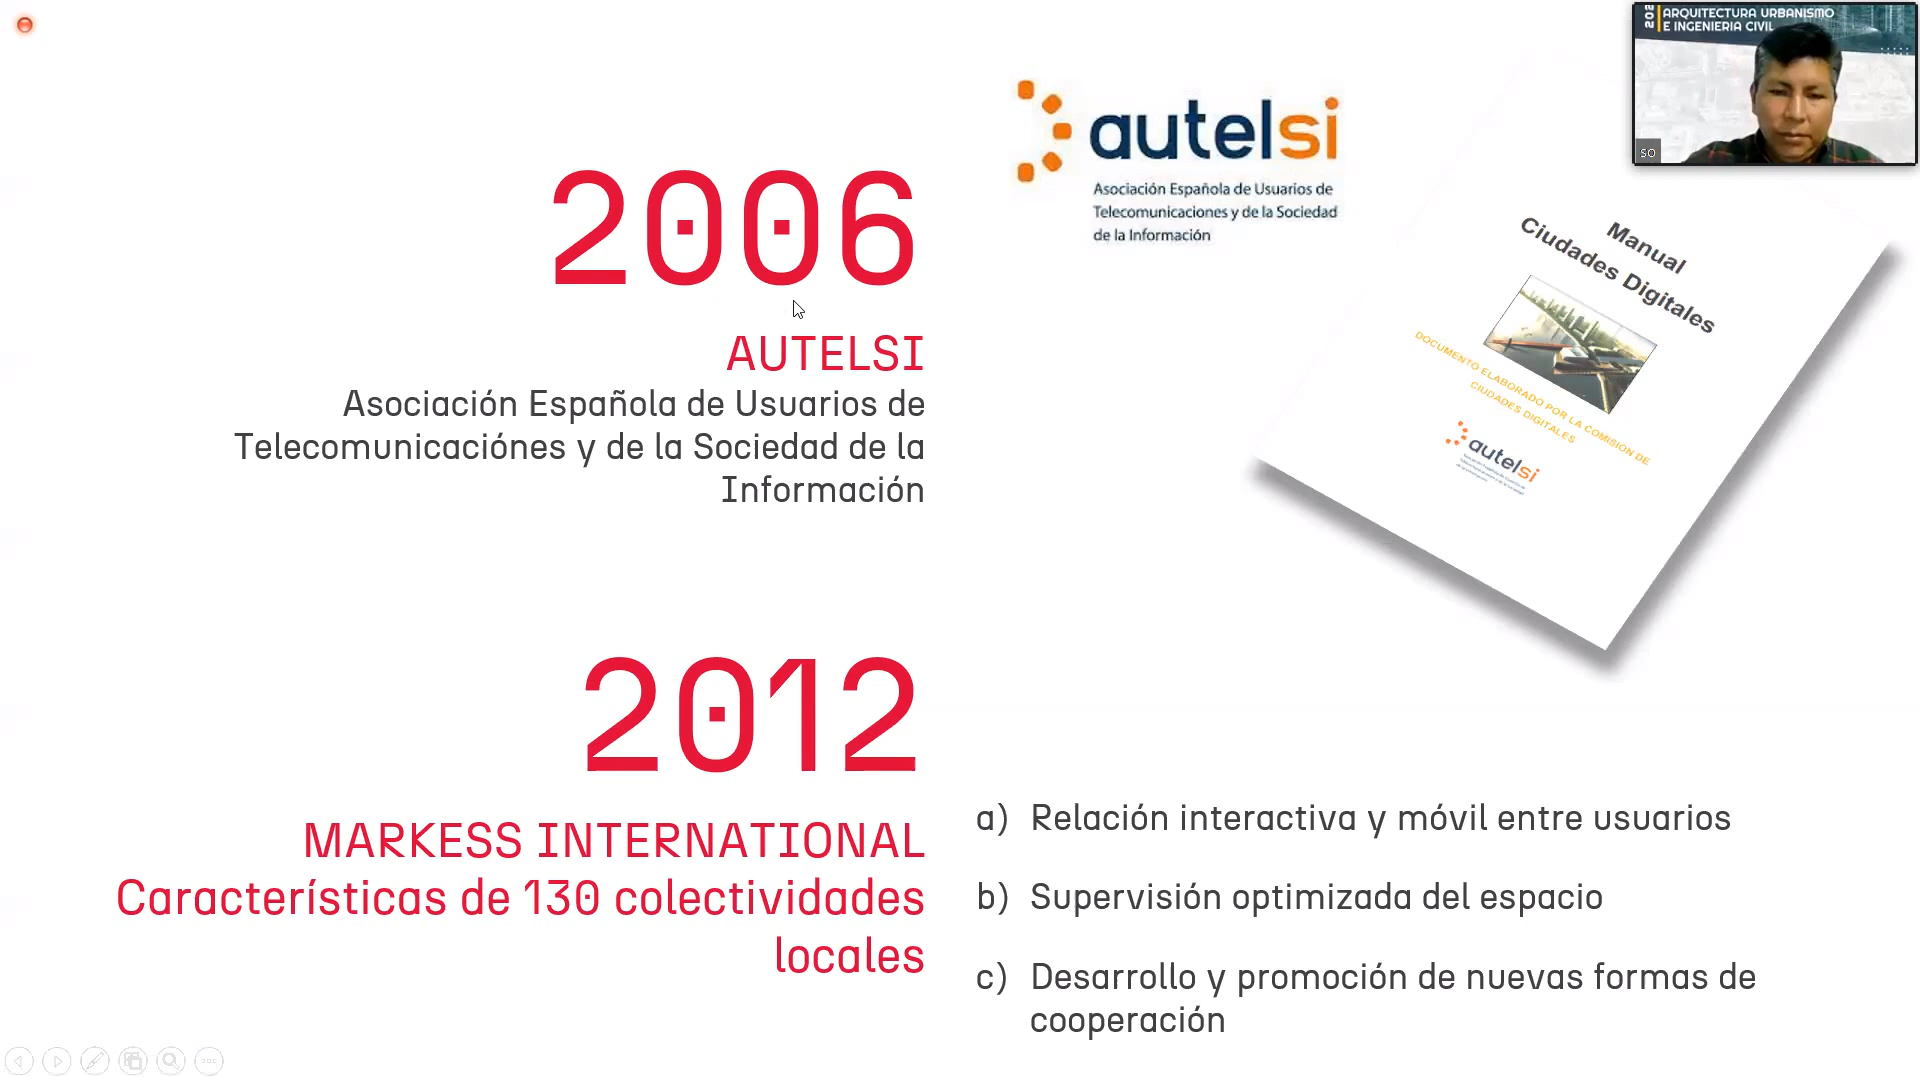 2006
AUTELSI
Asociación Española de Usuarios de
Telecomunicaciónes y de la Sociedad de la
Información
autelsi
Asociación Española de Usuarios de
Telecomunicaciones y de la Sociedad
de la Información
Manual
Ciudades Digitales
DOCUMENTO ELABORADO POR LA COMISIÓN DE
CIUDADES DIGITALES
autelsi
ARQUITECTURA URBANISMO
E INGENIERIA CIVIL
SO
2012
MARKESS INTERNATIONAL
Características de 130 colectividades
locales
a) Relación interactiva y móvil entre usuarios
b) Supervisión optimizada del espacio
c) Desarrollo y promoción de nuevas formas de
cooperación